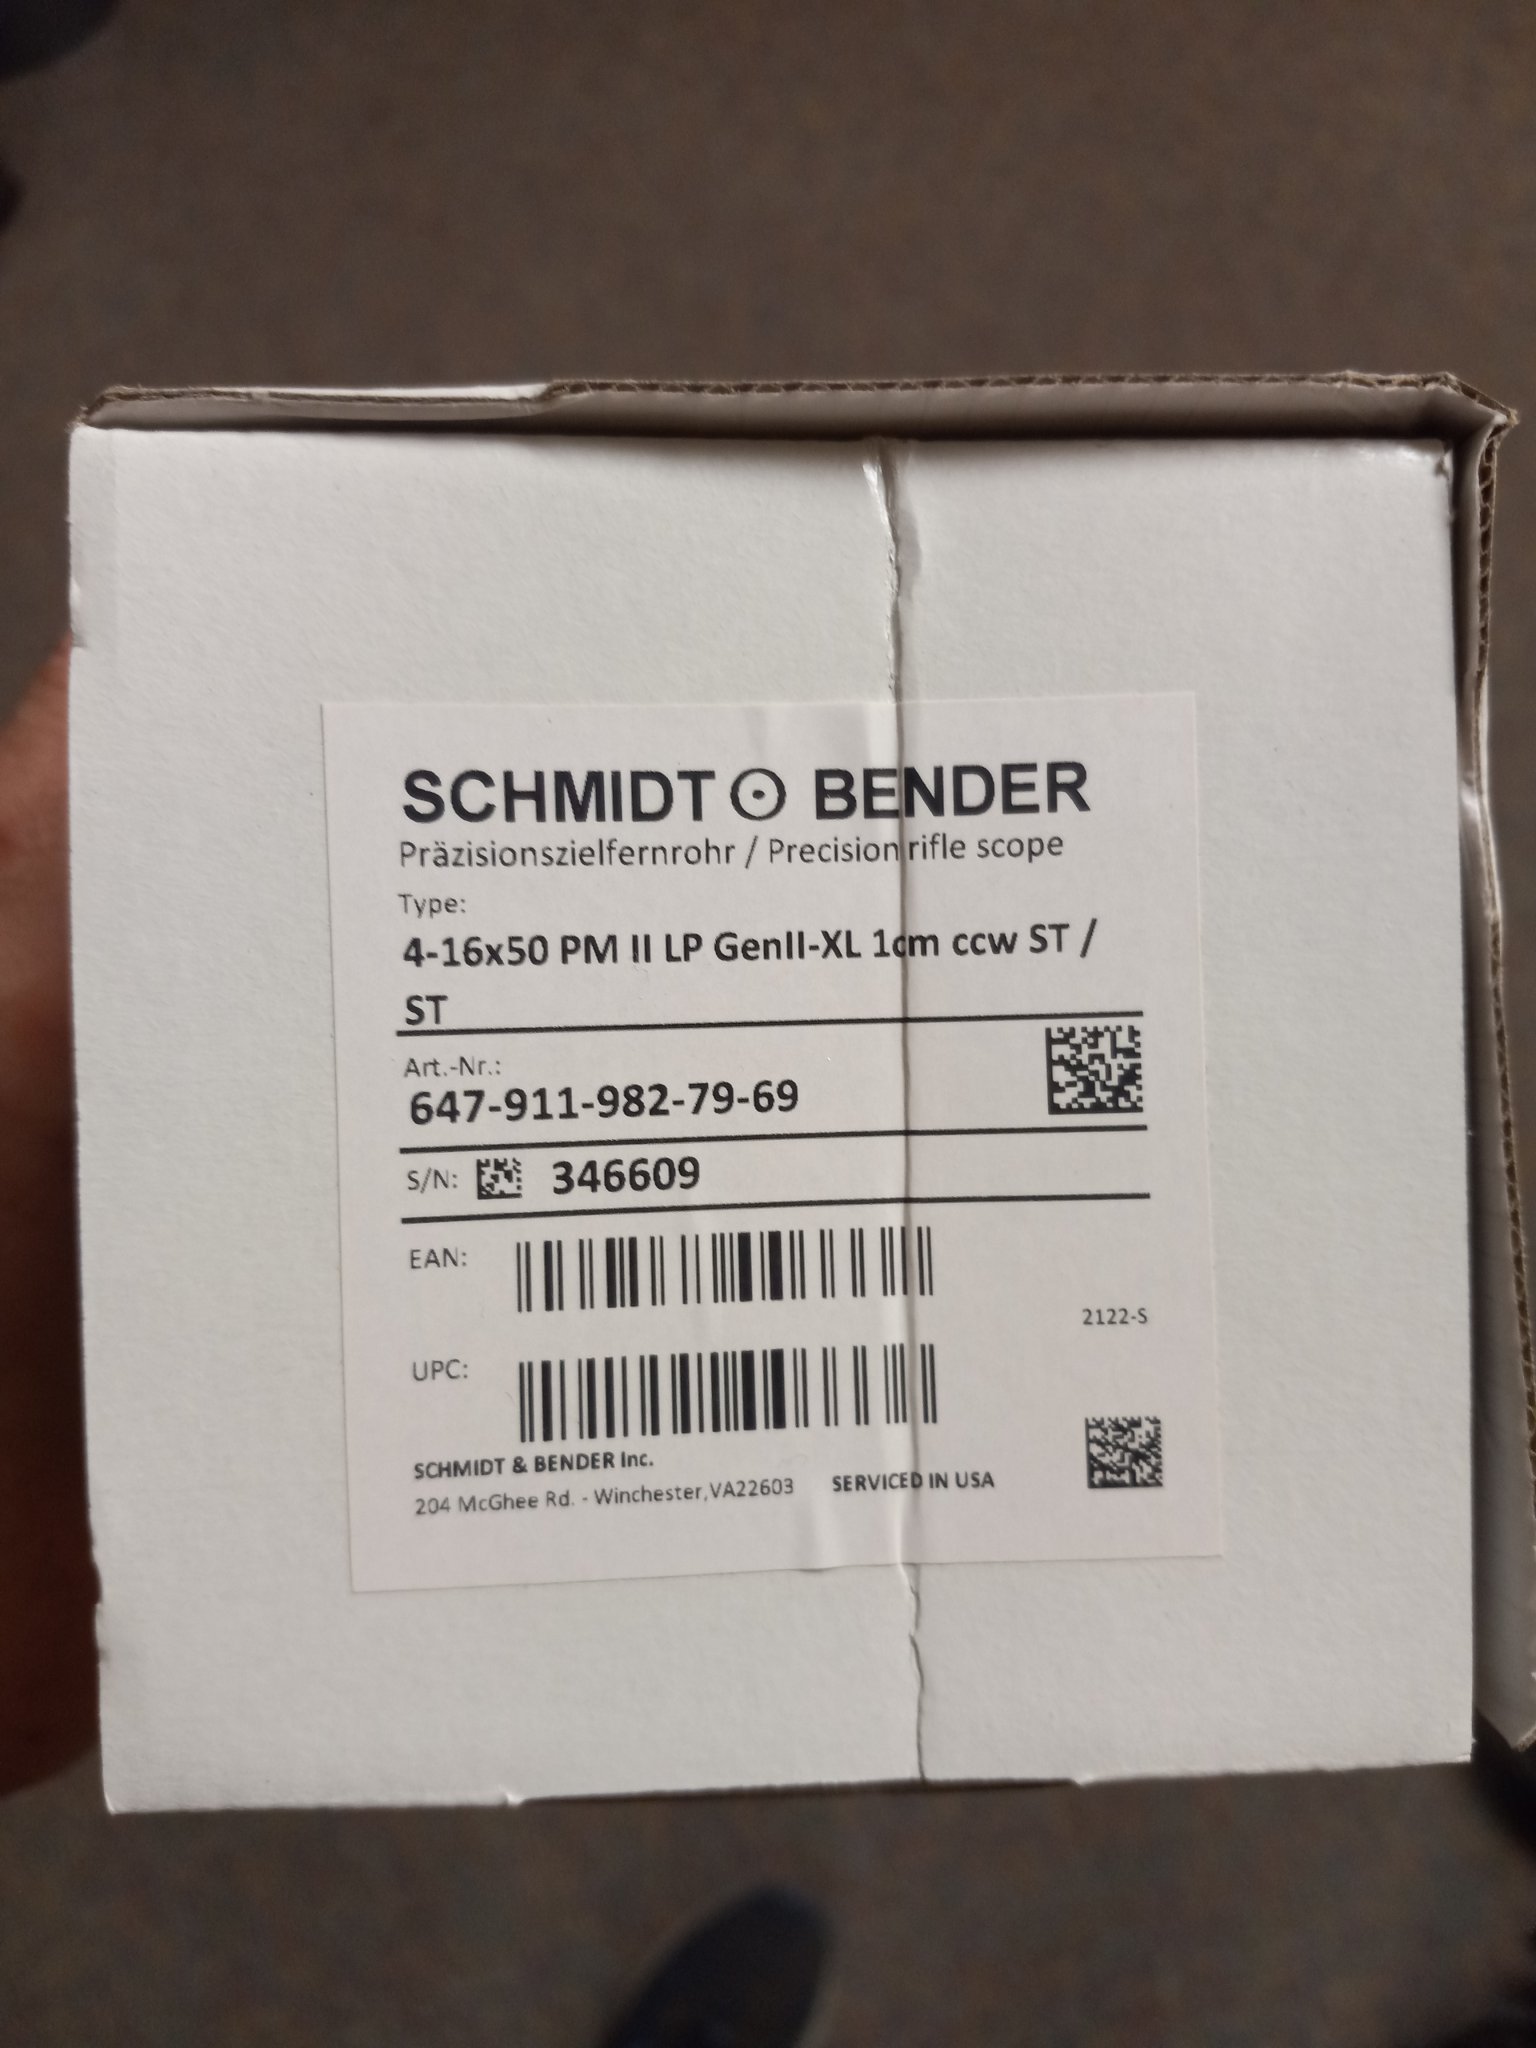 SCHMIDT BENDER
Präzisionszielfernrohr / Precision rifle scope
Type:
4-16x50 PM II LP GenII-XL 1cm ccw ST /
ST
Art.-Nr.:
647-911-982-79-69
S/N: 346609
EAN:
2122-S
UPC:
SCHMIDT & BENDER Inc.
204 McGhee Rd. - Winchester,VA22603 SERVICED IN USA